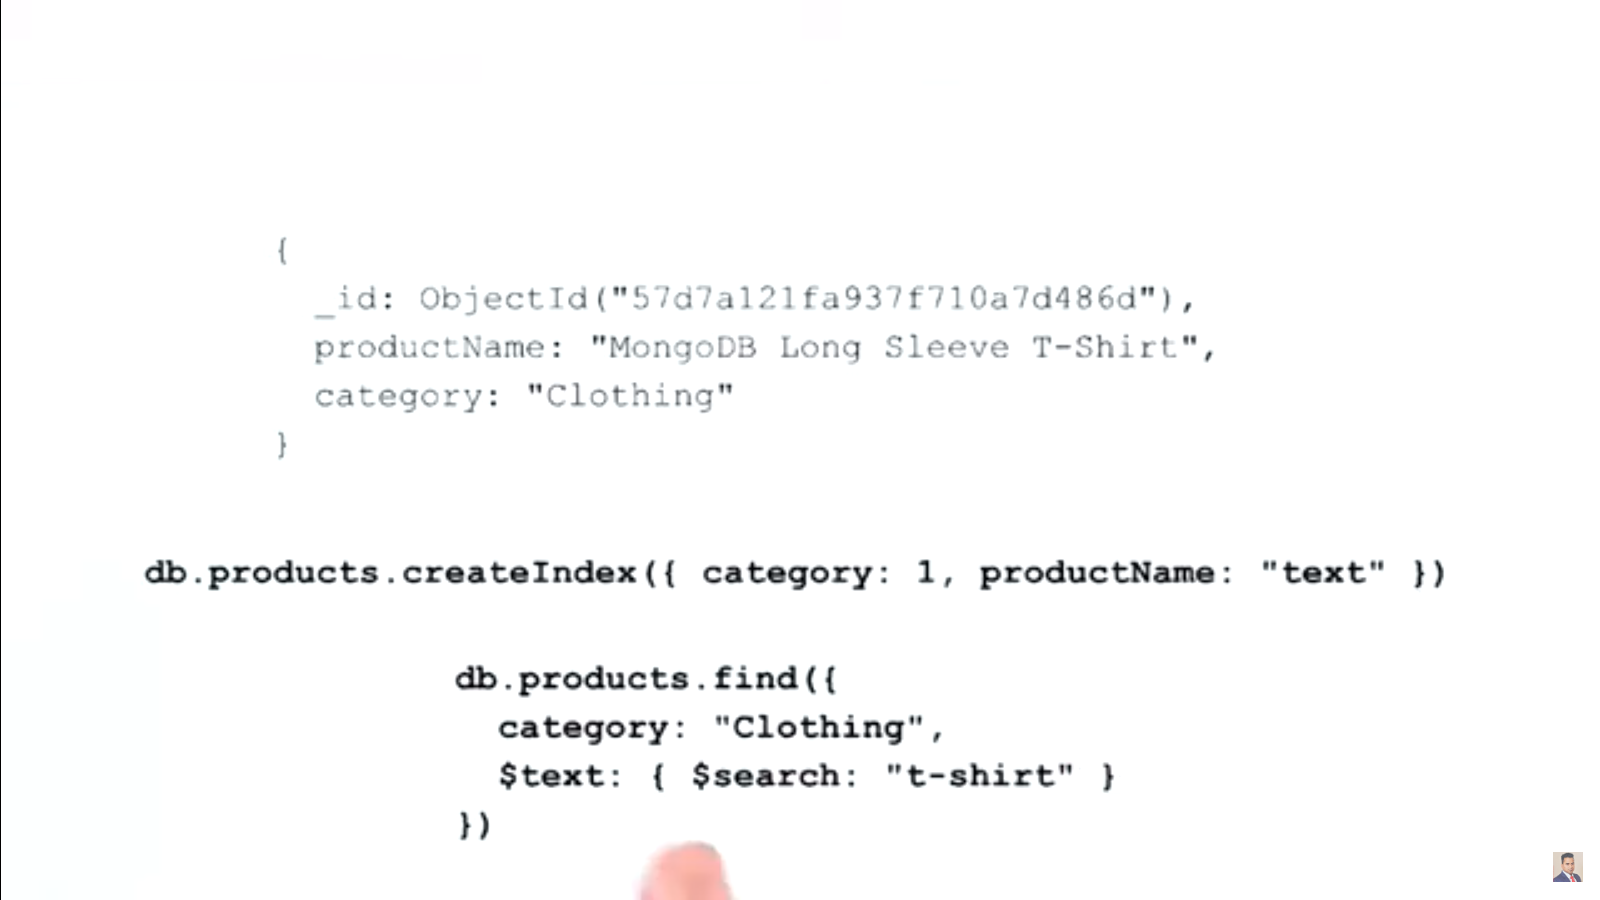 {
_id: ObjectId("57d7a121fa937f710a7d486d"),
productName: "MongoDB Long Sleeve T-Shirt",
category: "Clothing"
}
db.products.createIndex({ category: 1, productName: "text" })
db.products.find({
category: "Clothing",
$text: { $search: "t-shirt" }
})